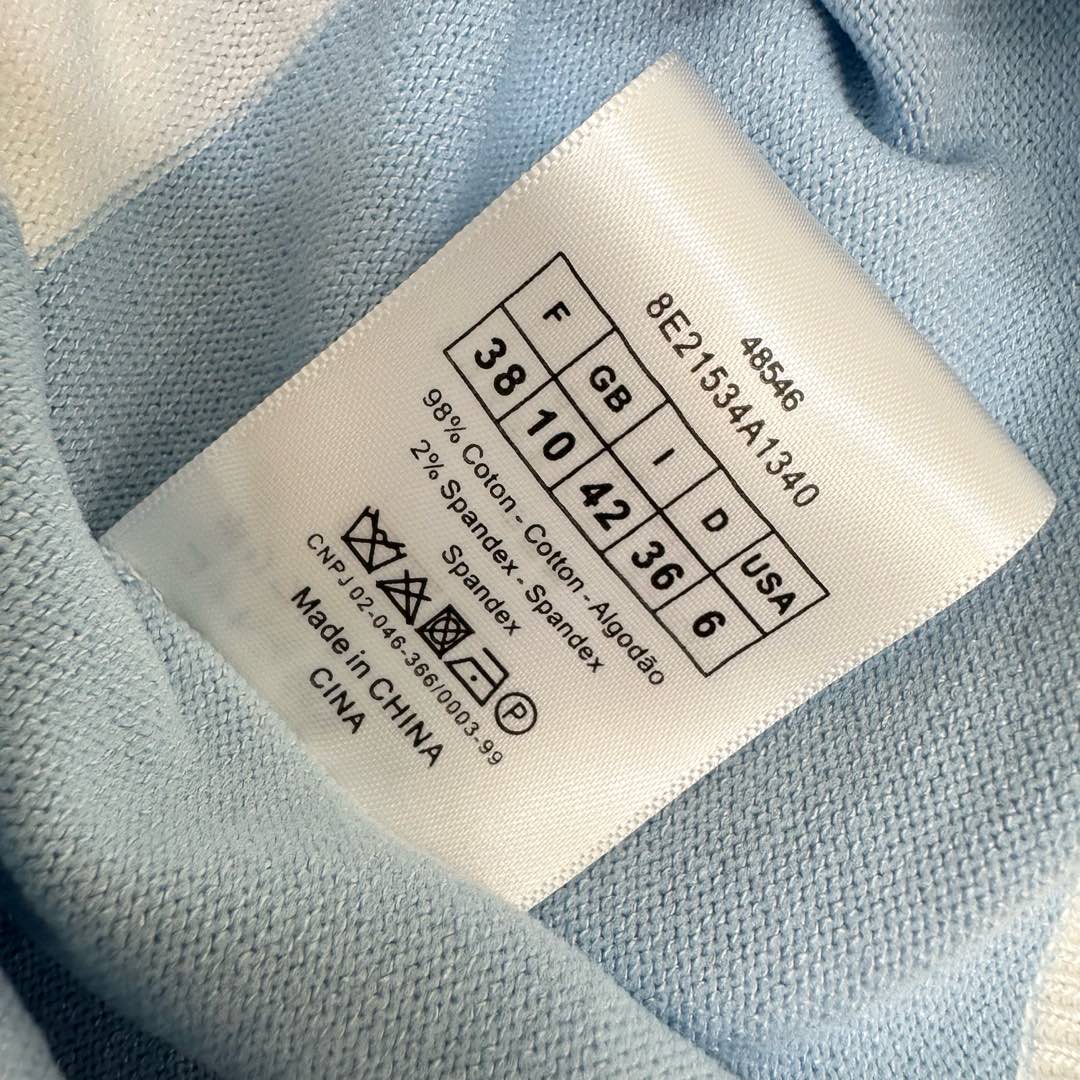 48546
8E21534A1340
F GB I D USA
38 10 42 36 6
98% Coton - Cotton - Algodão
2% Spandex - Spandex
Spandex
P
CNPJ 02-046-366/0003-99
Made in CHINA
CINA